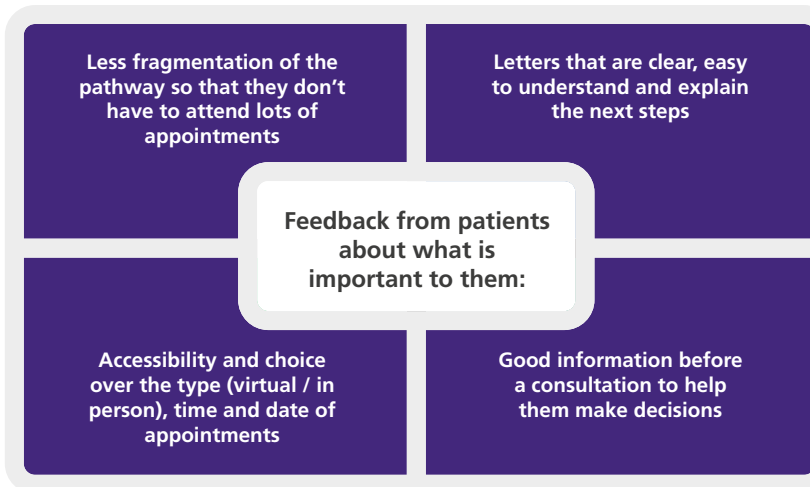 Less fragmentation of the
pathway so that they don't
have to attend lots of
appointments
Letters that are clear, easy
to understand and explain
the next steps
Feedback from patients
about what is
important to them:
Accessibility and choice
over the type (virtual / in
person), time and date of
appointments
Good information before
a consultation to help
them make decisions